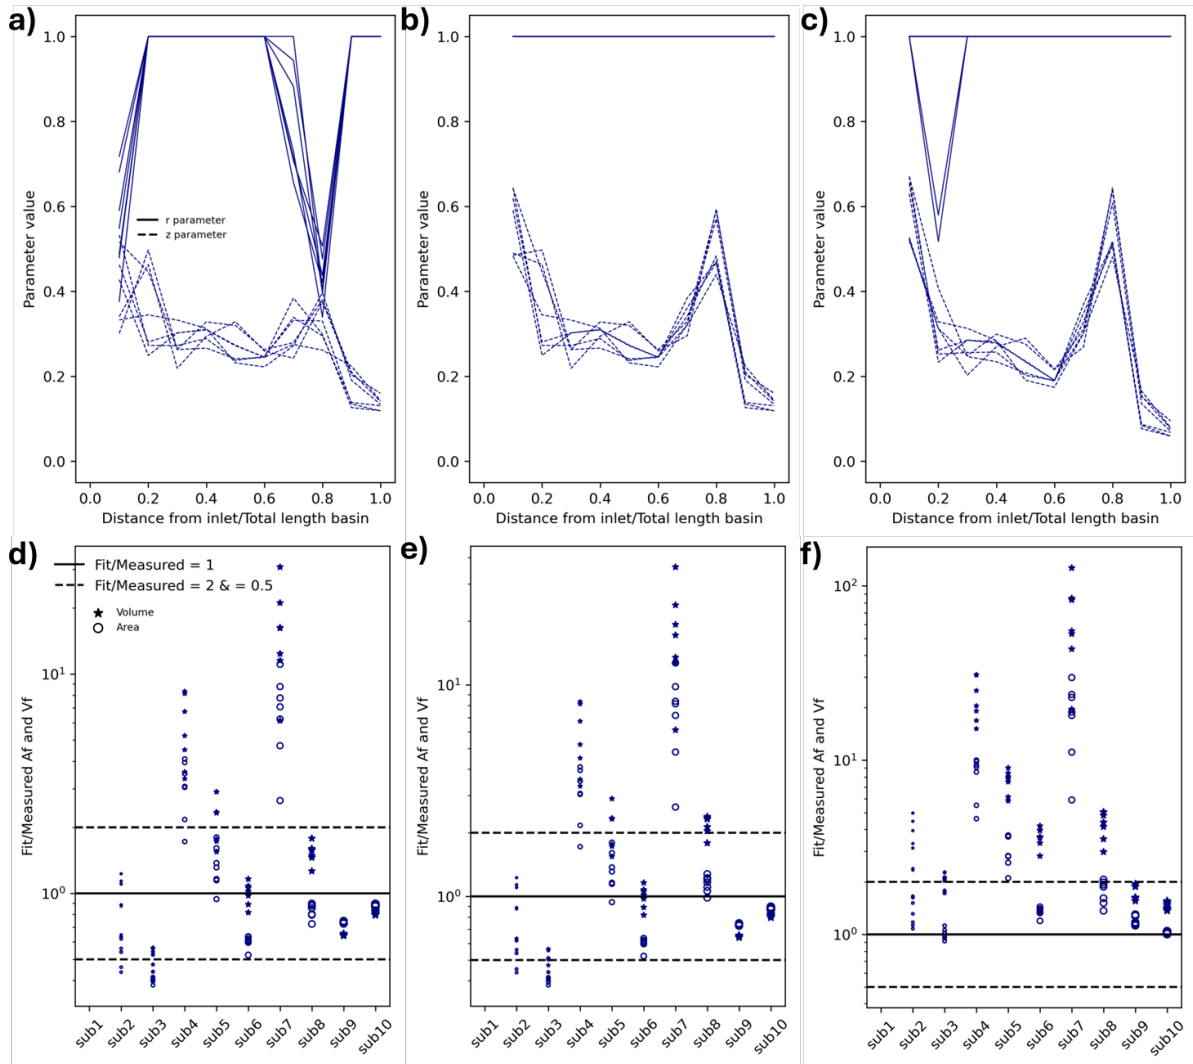 a)
1.0
0.8
0.6
0.4
0.2
0.0
Parameter value
r parameter
z parameter
0.0 0.2 0.4 0.6 0.8 1.0
Distance from inlet/Total length basin
b)
1.0
0.8
0.6
0.4
0.2
0.0
Parameter value
0.0 0.2 0.4 0.6 0.8 1.0
Distance from inlet/Total length basin
c)
1.0
0.8
0.6
0.4
0.2
0.0
Parameter value
0.0 0.2 0.4 0.6 0.8 1.0
Distance from inlet/Total length basin
d)
Fit/Measured = 1
Fit/Measured = 2 & = 0.5
Volume
Area
10¹
10⁰
Fit/Measured Af and Vf
sub1 sub2 sub3 sub4 sub5 sub6 sub7 sub8 sub9 sub10
e)
10¹
10⁰
Fit/Measured Af and Vf
sub1 sub2 sub3 sub4 sub5 sub6 sub7 sub8 sub9 sub10
f)
10²
10¹
10⁰
Fit/Measured Af and Vf
sub1 sub2 sub3 sub4 sub5 sub6 sub7 sub8 sub9 sub10